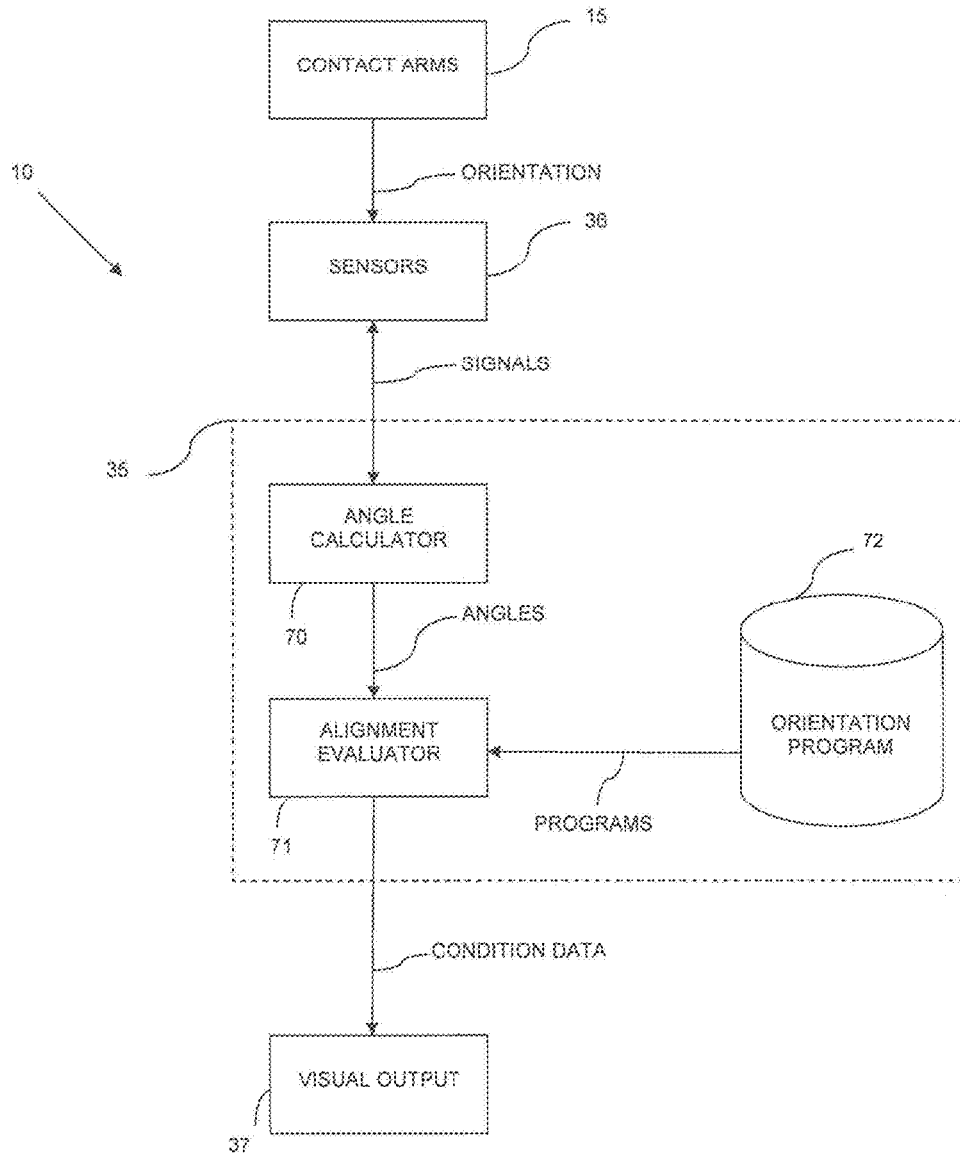 15
CONTACT ARMS
10
ORIENTATION
36
SENSORS
SIGNALS
35
ANGLE
CALCULATOR
72
70
ANGLES
ALIGNMENT
EVALUATOR
ORIENTATION
PROGRAM
71
PROGRAMS
CONDITION DATA
VISUAL OUTPUT
37